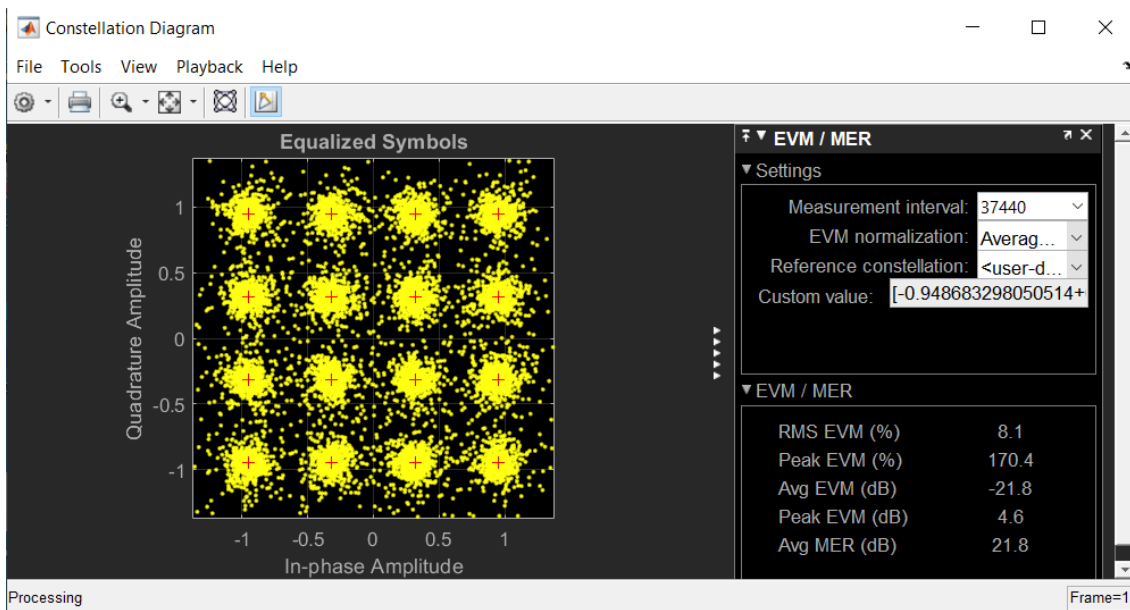 Constellation Diagram
File Tools View Playback Help
Equalized Symbols
1
0.5
0
-0.5
-1
Quadrature Amplitude
-1 -0.5 0 0.5 1
In-phase Amplitude
EVM / MER
Settings
Measurement interval: 37440
EVM normalization: Averag...
Reference constellation: <user-d...
Custom value: [-0.948683298050514+
EVM / MER
RMS EVM (%) 8.1
Peak EVM (%) 170.4
Avg EVM (dB) -21.8
Peak EVM (dB) 4.6
Avg MER (dB) 21.8
Processing
Frame=1